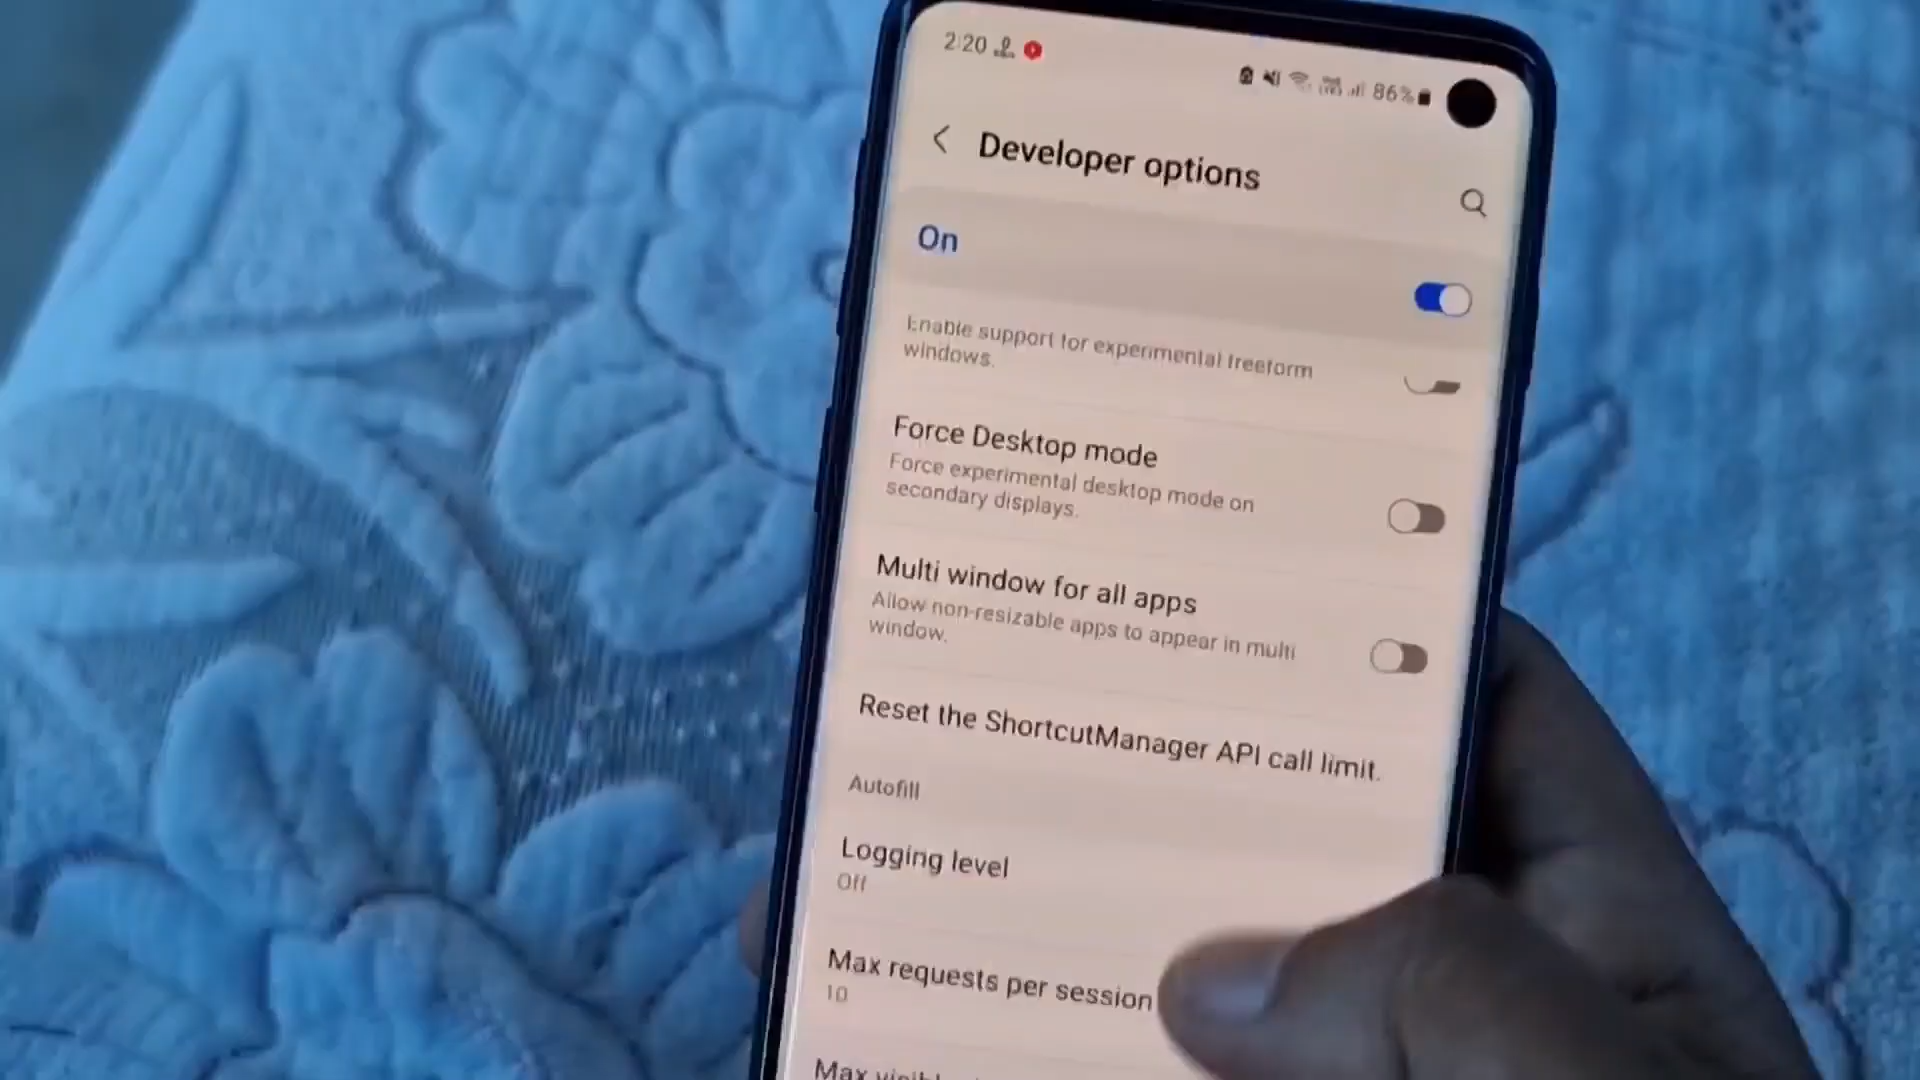 2:20
86%
Developer options
On
Enable support for experimental freeform
windows.
Force Desktop mode
Force experimental desktop mode on
secondary displays.
Multi window for all apps
Allow non-resizable apps to appear in multi
window.
Reset the ShortcutManager API call limit.
Autofill
Logging level
Off
Max requests per session
10
Max